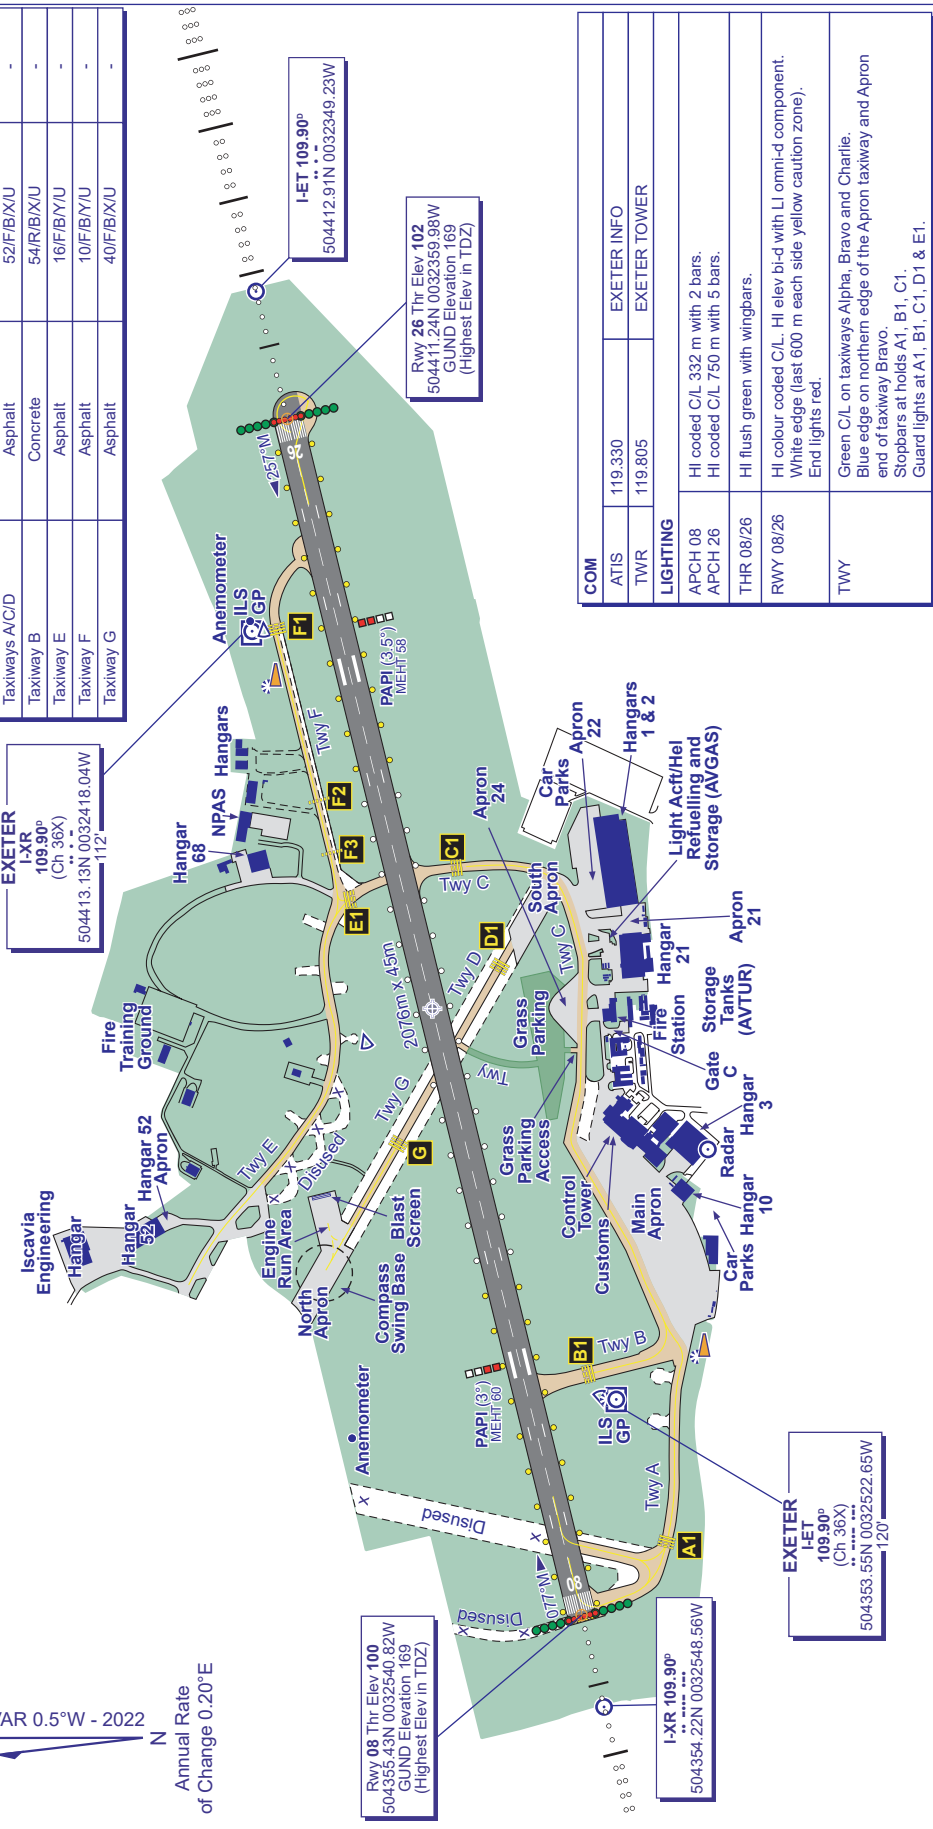 Taxiways A/C/D Asphalt 52/F/B/X/U -
Taxiway B Concrete 54/R/B/X/U -
Taxiway E Asphalt 16/F/B/Y/U -
Taxiway F Asphalt 10/F/B/Y/U -
Taxiway G Asphalt 40/F/B/X/U -
VAR 0.5°W - 2022
N
Annual Rate
of Change 0.20°E
EXETER
I-XR
109.90ᴰ
(Ch 36X)
504413.13N 0032418.04W
112'
I-ET 109.90ᴰ
504412.91N 0032349.23W
Rwy 26 Thr Elev 102
504411.24N 0032359.98W
GUND Elevation 169
(Highest Elev in TDZ)
Rwy 08 Thr Elev 100
504355.43N 0032540.82W
GUND Elevation 169
(Highest Elev in TDZ)
I-XR 109.90ᴰ
504354.22N 0032548.56W
EXETER
I-ET
109.90ᴰ
(Ch 36X)
504353.55N 0032522.65W
120'
Iscavia
Engineering
Hangar
Hangar
52
Hangar 52
Apron
Fire
Training
Ground
Hangar
68
NPAS
Hangars
Anemometer
ILS
GP
F1
257°M
26
Twy F
F2
F3
E1
PAPI (3.5°)
MEHT 58
Twy E
Disused
Engine
Run Area
North
Apron
Compass
Swing Base
Blast
Screen
Twy G
G
2076m x 45m
Twy
Twy D
D1
Twy C
C1
Anemometer
PAPI (3°)
MEHT 60
Disused
Disused
077°M
08
ILS
GP
B1
Twy B
Twy A
A1
Grass
Parking
Grass
Parking
Access
South
Apron
Twy C
Apron
24
Car
Parks
Apron
22
Hangars
1 & 2
Light Acft/Hel
Refuelling and
Storage (AVGAS)
Apron
21
Hangar
21
Storage
Tanks
(AVTUR)
Fire
Station
Gate
C
Hangar
3
Radar
Hangar
10
Car
Parks
Control
Tower
Customs
Main
Apron
COM
ATIS 119.330 EXETER INFO
TWR 119.805 EXETER TOWER
LIGHTING
APCH 08 HI coded C/L 332 m with 2 bars.
APCH 26 HI coded C/L 750 m with 5 bars.
THR 08/26 HI flush green with wingbars.
RWY 08/26 HI colour coded C/L. HI elev bi-d with LI omni-d component.
White edge (last 600 m each side yellow caution zone).
End lights red.
TWY Green C/L on taxiways Alpha, Bravo and Charlie.
Blue edge on northern edge of the Apron taxiway and Apron
end of taxiway Bravo.
Stopbars at holds A1, B1, C1.
Guard lights at A1, B1, C1, D1 & E1.